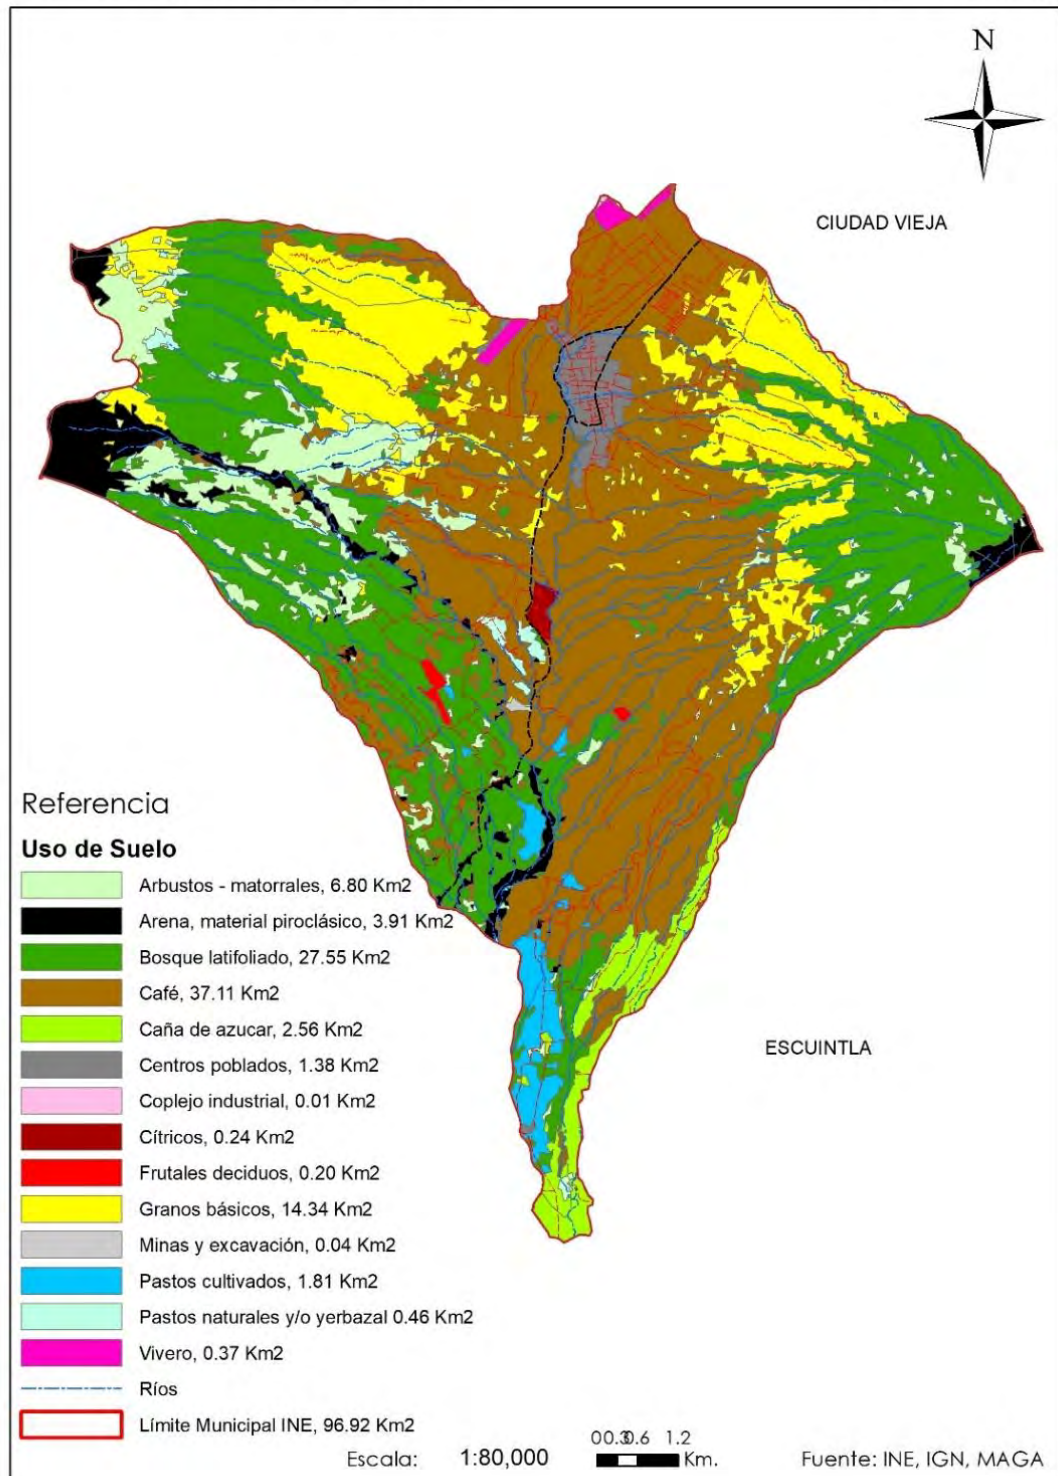 N
CIUDAD VIEJA
ESCUINTLA
Referencia
Uso de Suelo
Arbustos - matorrales, 6.80 Km2
Arena, material piroclásico, 3.91 Km2
Bosque latifoliado, 27.55 Km2
Café, 37.11 Km2
Caña de azucar, 2.56 Km2
Centros poblados, 1.38 Km2
Coplejo industrial, 0.01 Km2
Cítricos, 0.24 Km2
Frutales deciduos, 0.20 Km2
Granos básicos, 14.34 Km2
Minas y excavación, 0.04 Km2
Pastos cultivados, 1.81 Km2
Pastos naturales y/o yerbazal 0.46 Km2
Vivero, 0.37 Km2
Ríos
Límite Municipal INE, 96.92 Km2
Escala: 1:80,000
00.30.6 1.2
Km.
Fuente: INE, IGN, MAGA